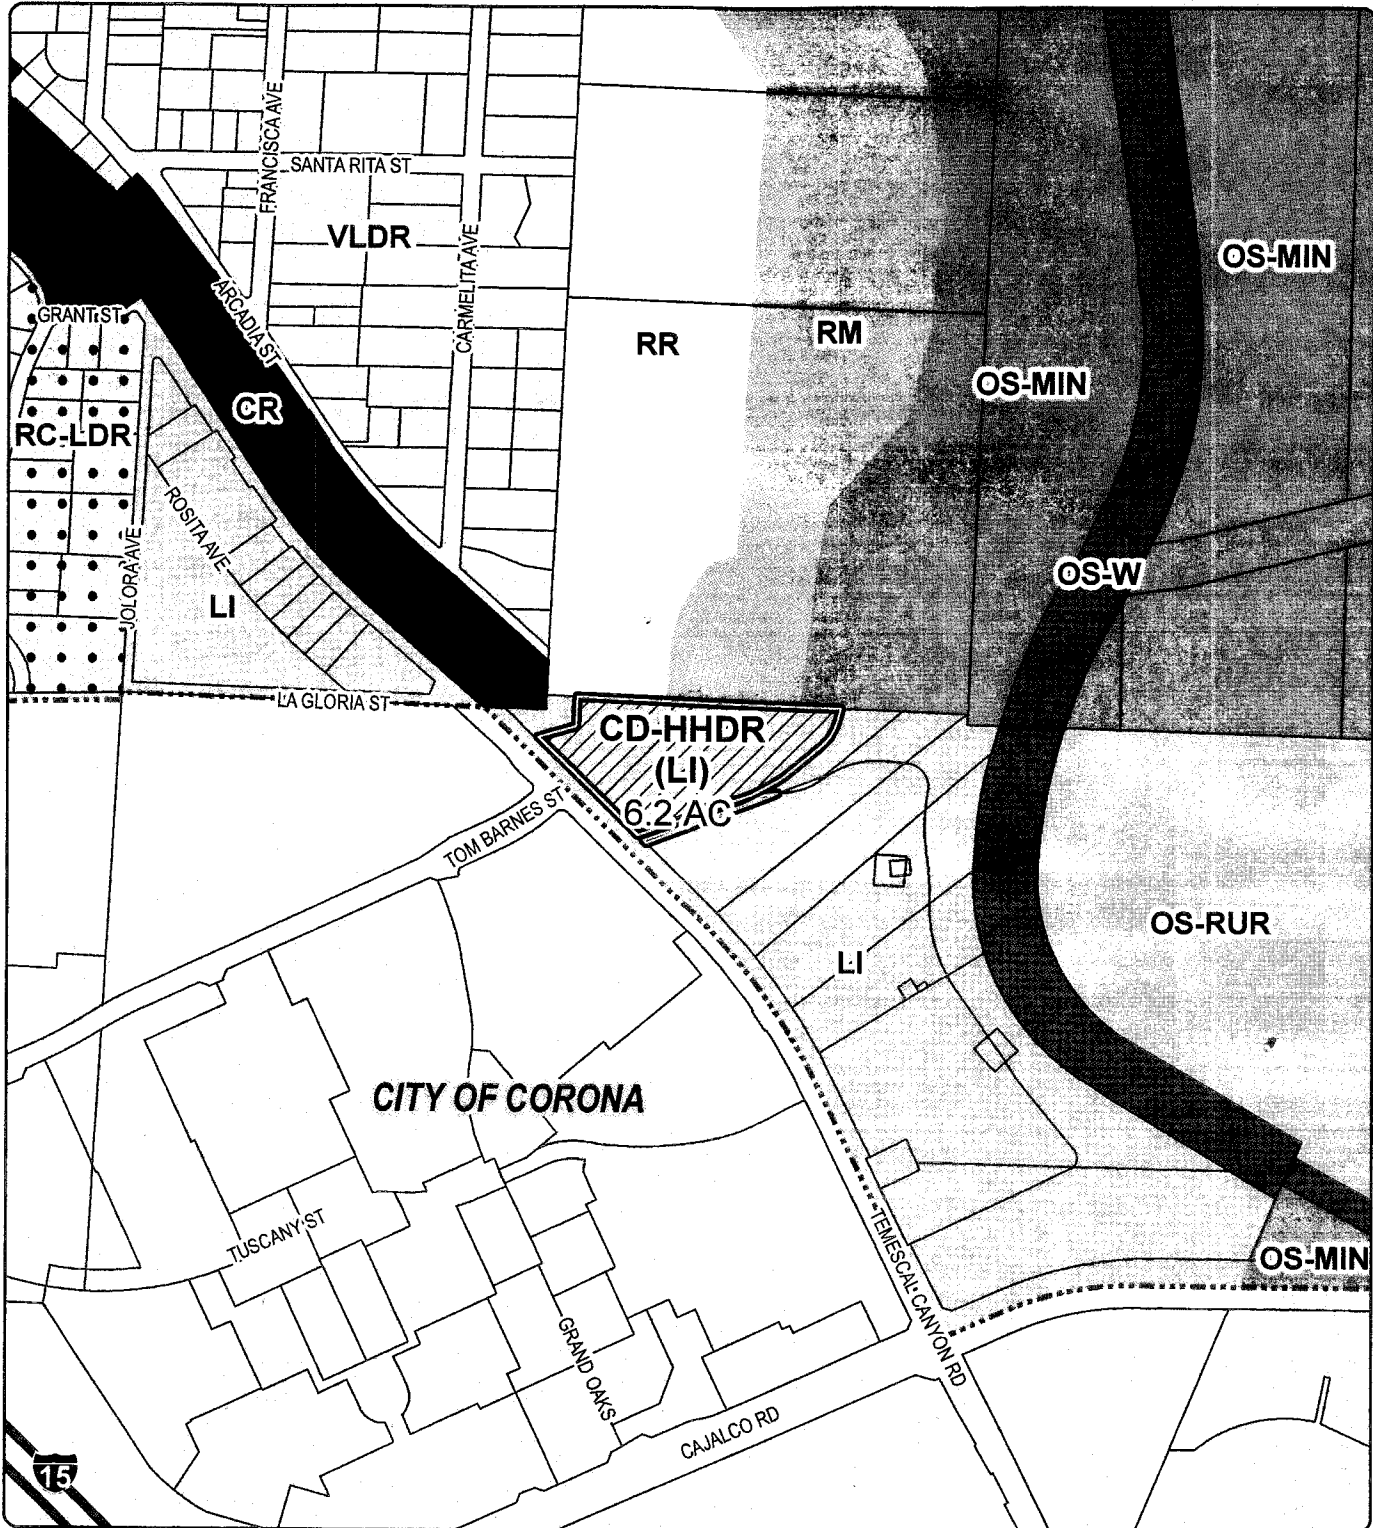 FRANCISCA AVE
SANTA RITA ST
VLDR
CARMELITA AVE
OS-MIN
ARCADIA ST
GRANT ST
RR
RM
OS-MIN
CR
RC-LDR
ROSITA AVE
JOLORA AVE
LI
OS-W
LA GLORIA ST
CD-HHDR
(LI)
6.2 AC
TOM BARNES ST
OS-RUR
LI
CITY OF CORONA
TUSCANY ST
TEMESCAL CANYON RD
OS-MIN
GRAND OAKS
CAJALCO RD
15